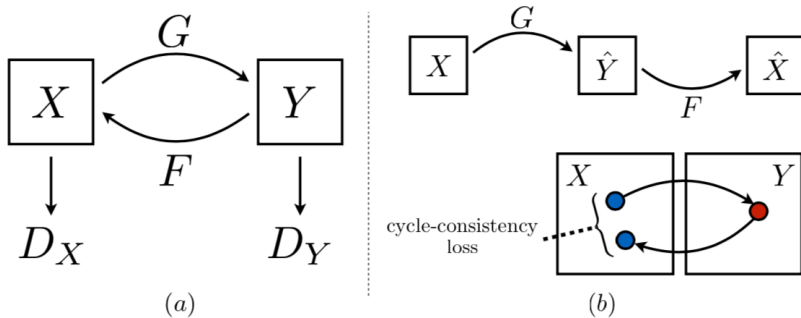 G
X
Y
F
D_X
D_Y
(a)
G
X
Ŷ
X̂
F
X
Y
cycle-consistency
loss
(b)